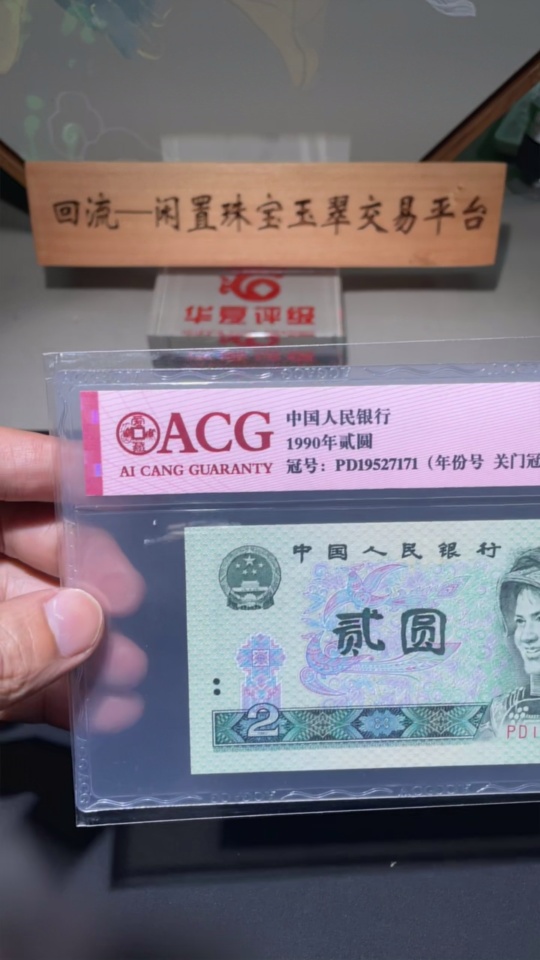 回流—闲置珠宝玉翠交易平台
华夏评级
ACG
AI CANG GUARANTY
中国人民银行
1990年贰圆
冠号：PD19527171（年份号 关门冠
中国人民银行
贰圆
2
PD1